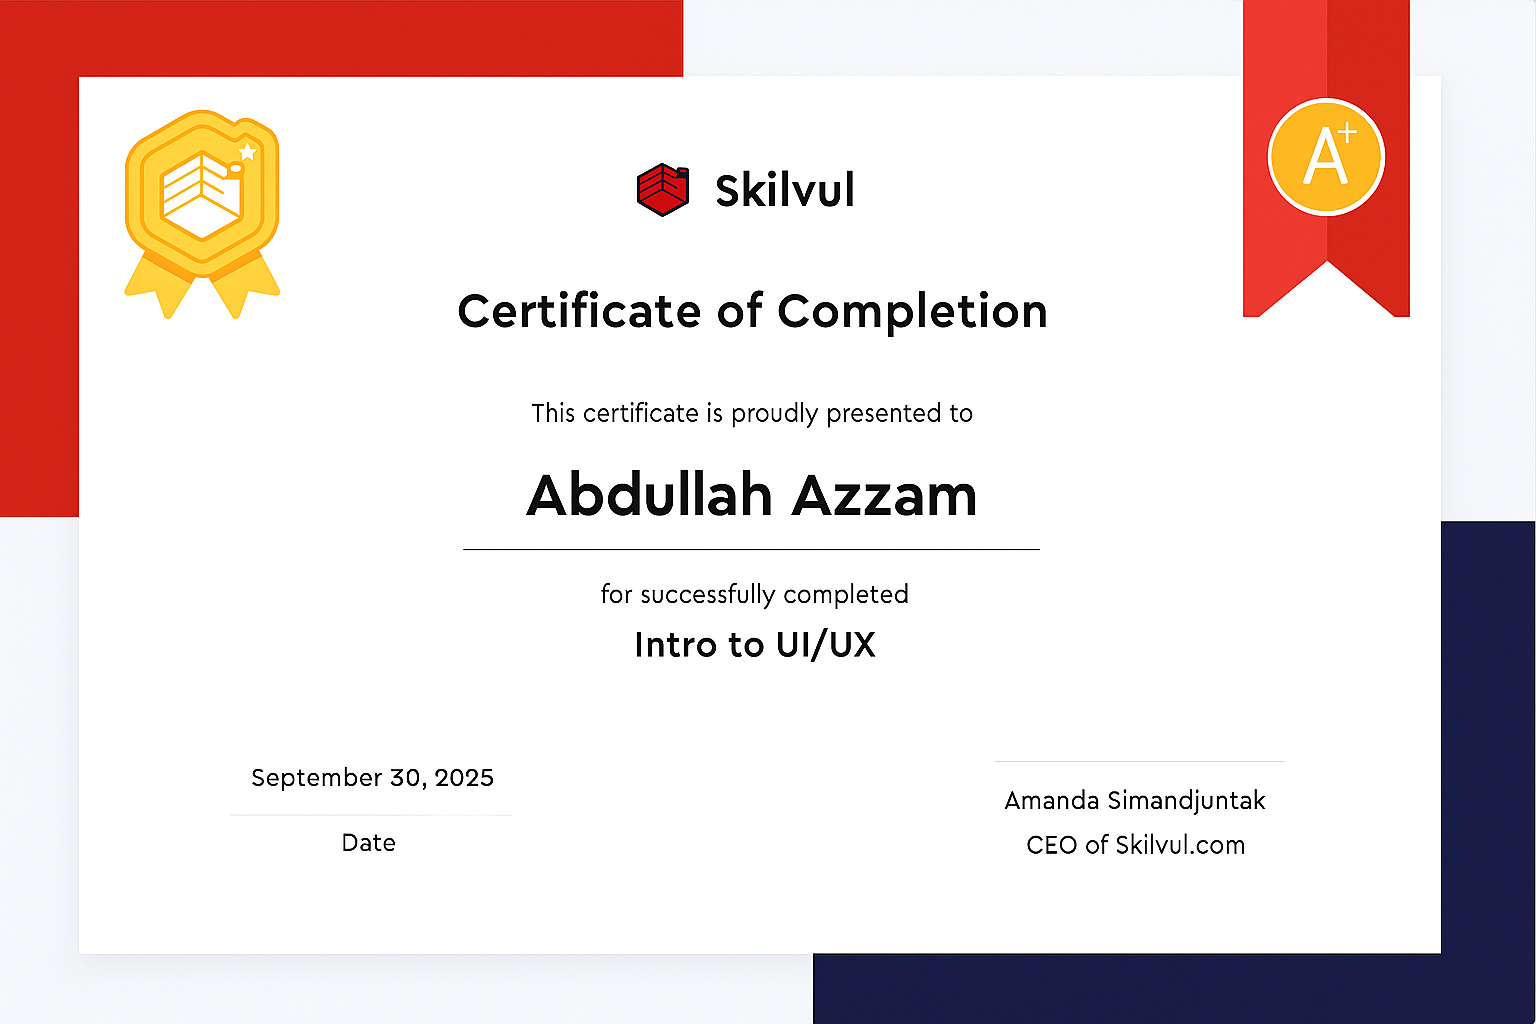 A+
Skilvul
Certificate of Completion
This certificate is proudly presented to
Abdullah Azzam
for successfully completed
Intro to UI/UX
September 30, 2025
Date
Amanda Simandjuntak
CEO of Skilvul.com